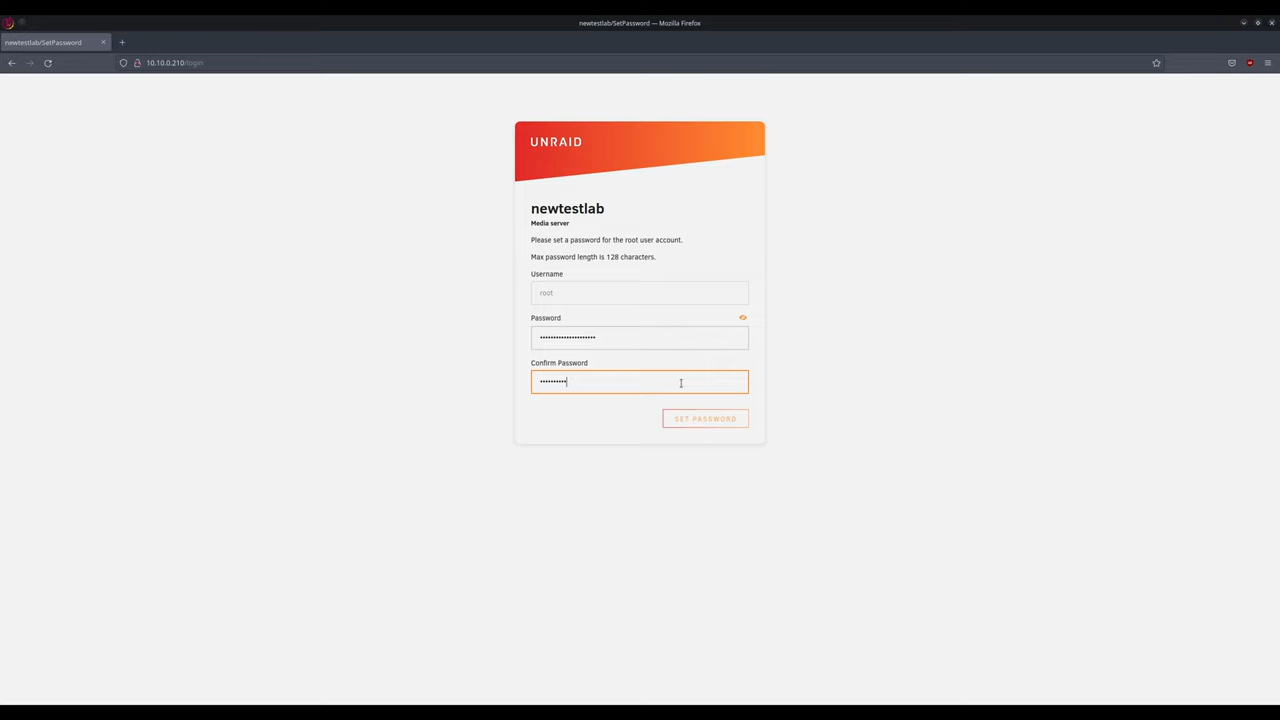 newtestlab/SetPassword — Mozilla Firefox
newtestlab/SetPassword
10.10.0.210/login
UNRAID
newtestlab
Media server
Please set a password for the root user account.
Max password length is 128 characters.
Username
root
Password
•••••••••••••••••••••
Confirm Password
••••••••••
SET PASSWORD